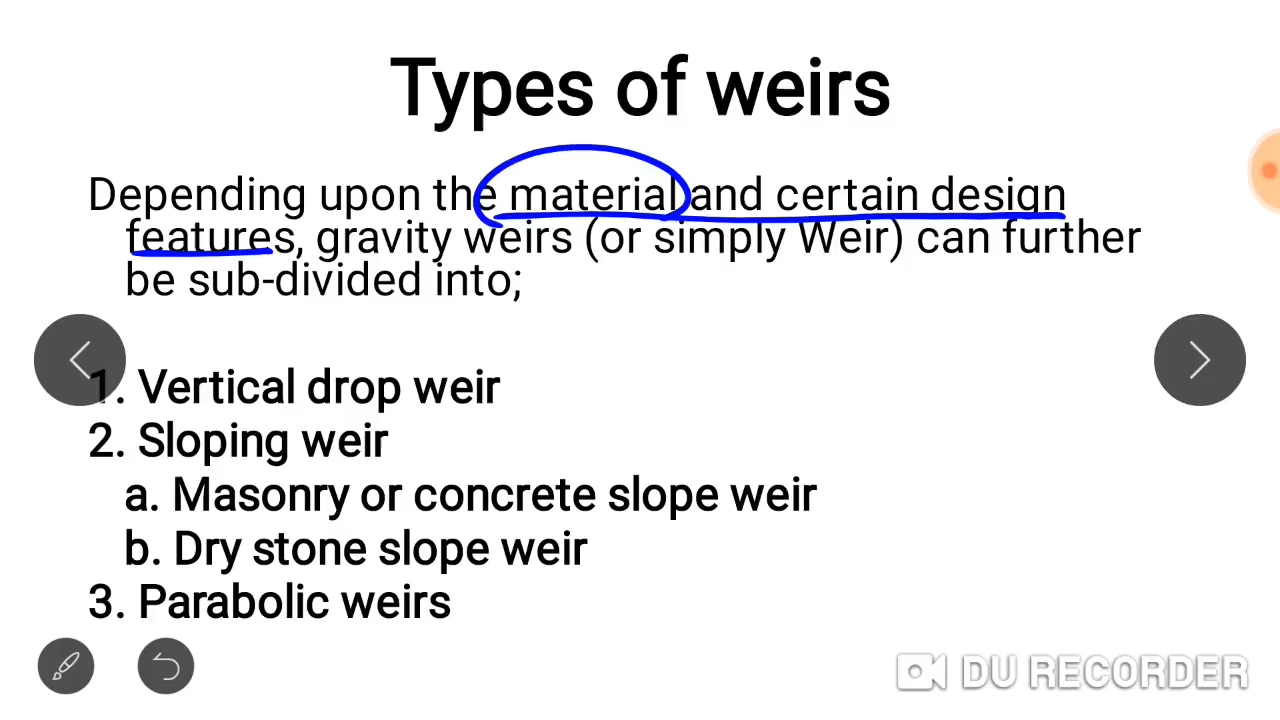 Types of weirs
Depending upon the material and certain design
features, gravity weirs (or simply Weir) can further
be sub-divided into;
1. Vertical drop weir
2. Sloping weir
a. Masonry or concrete slope weir
b. Dry stone slope weir
3. Parabolic weirs
DU RECORDER